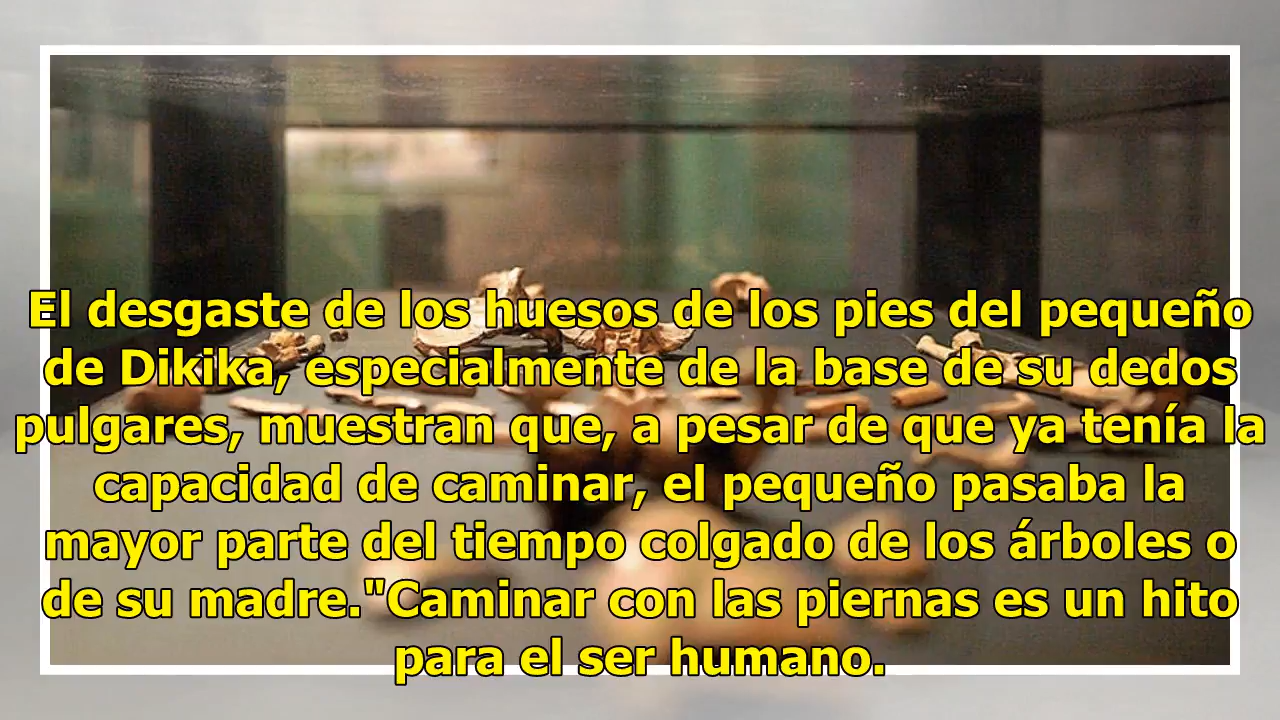 El desgaste de los huesos de los pies del pequeño
de Dikika, especialmente de la base de su dedos
pulgares, muestran que, a pesar de que ya tenía la
capacidad de caminar, el pequeño pasaba la
mayor parte del tiempo colgado de los árboles o
de su madre."Caminar con las piernas es un hito
para el ser humano.